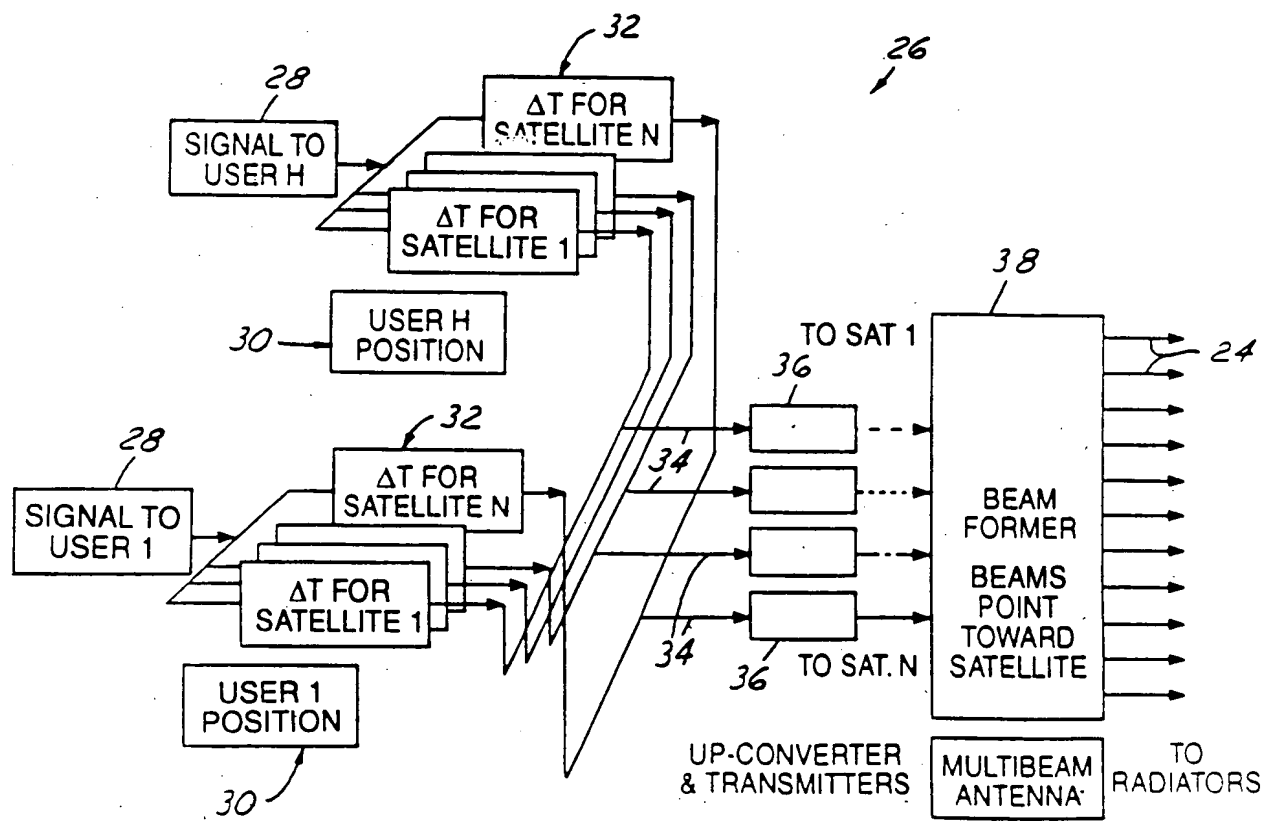 32
26
28
ΔT FOR
SATELLITE N
SIGNAL TO
USER H
ΔT FOR
SATELLITE 1
38
USER H
POSITION
30
TO SAT 1
24
36
32
28
34
ΔT FOR
SATELLITE N
SIGNAL TO
USER 1
BEAM
FORMER
BEAMS
POINT
TOWARD
SATELLITE
ΔT FOR
SATELLITE 1
34
36
TO SAT. N
USER 1
POSITION
30
UP-CONVERTER
& TRANSMITTERS
MULTIBEAM
ANTENNA
TO
RADIATORS